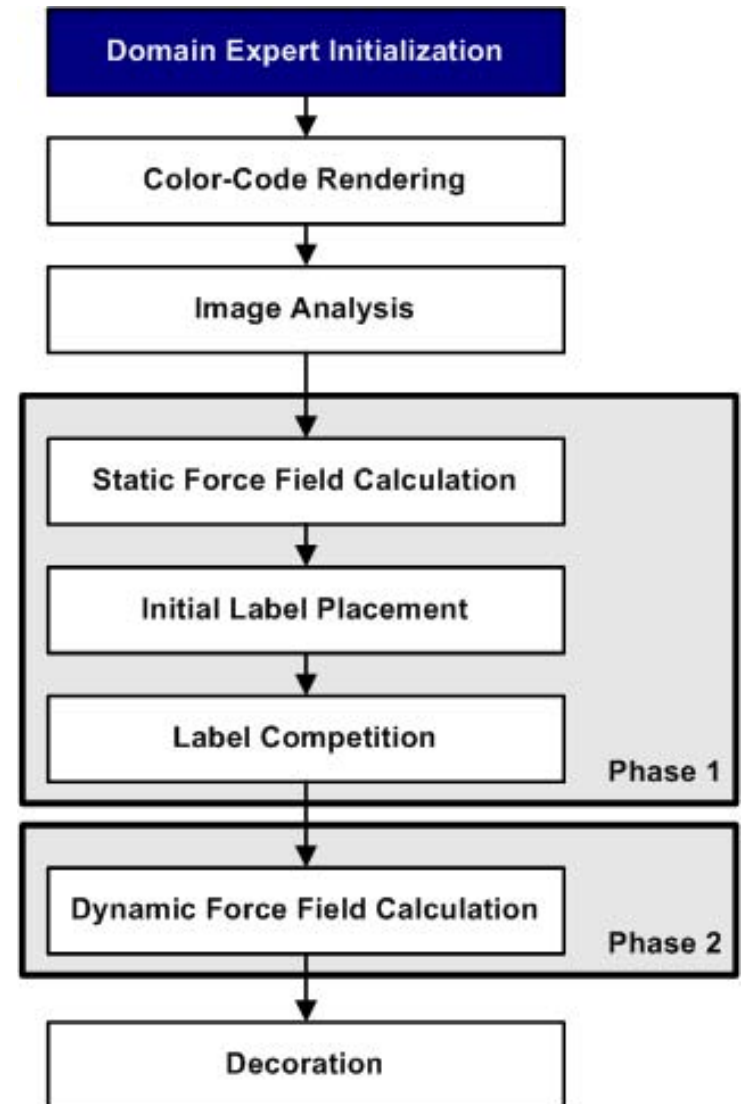 Domain Expert Initialization
Color-Code Rendering
Image Analysis
Static Force Field Calculation
Initial Label Placement
Label Competition
Phase 1
Dynamic Force Field Calculation
Phase 2
Decoration